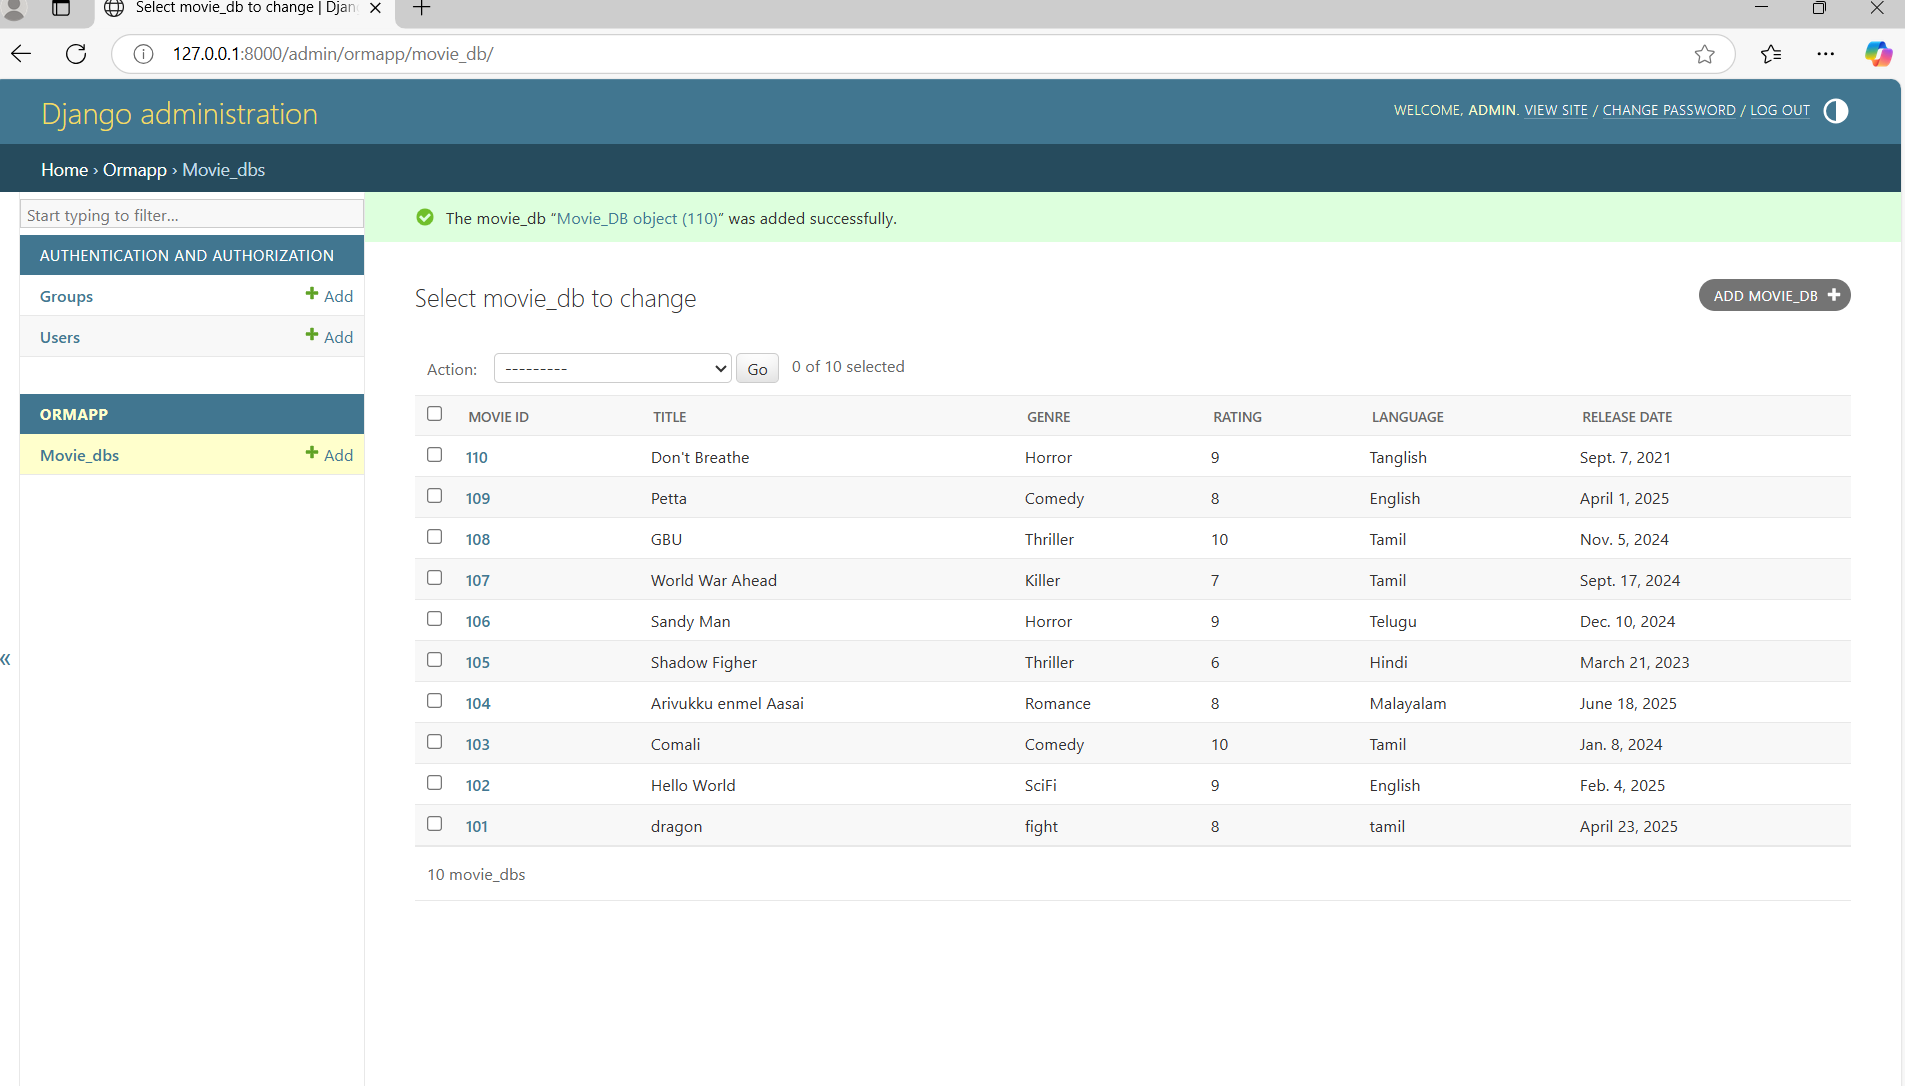 Select movie_db to change | Djan
127.0.0.1:8000/admin/ormapp/movie_db/
Django administration
WELCOME, ADMIN. VIEW SITE / CHANGE PASSWORD / LOG OUT
Home › Ormapp › Movie_dbs
Start typing to filter...
AUTHENTICATION AND AUTHORIZATION
Groups Add
Users Add
ORMAPP
Movie_dbs Add
«
The movie_db “Movie_DB object (110)” was added successfully.
Select movie_db to change
ADD MOVIE_DB
Action: --------- Go 0 of 10 selected
MOVIE ID TITLE GENRE RATING LANGUAGE RELEASE DATE
110 Don't Breathe Horror 9 Tanglish Sept. 7, 2021
109 Petta Comedy 8 English April 1, 2025
108 GBU Thriller 10 Tamil Nov. 5, 2024
107 World War Ahead Killer 7 Tamil Sept. 17, 2024
106 Sandy Man Horror 9 Telugu Dec. 10, 2024
105 Shadow Figher Thriller 6 Hindi March 21, 2023
104 Arivukku enmel Aasai Romance 8 Malayalam June 18, 2025
103 Comali Comedy 10 Tamil Jan. 8, 2024
102 Hello World SciFi 9 English Feb. 4, 2025
101 dragon fight 8 tamil April 23, 2025
10 movie_dbs